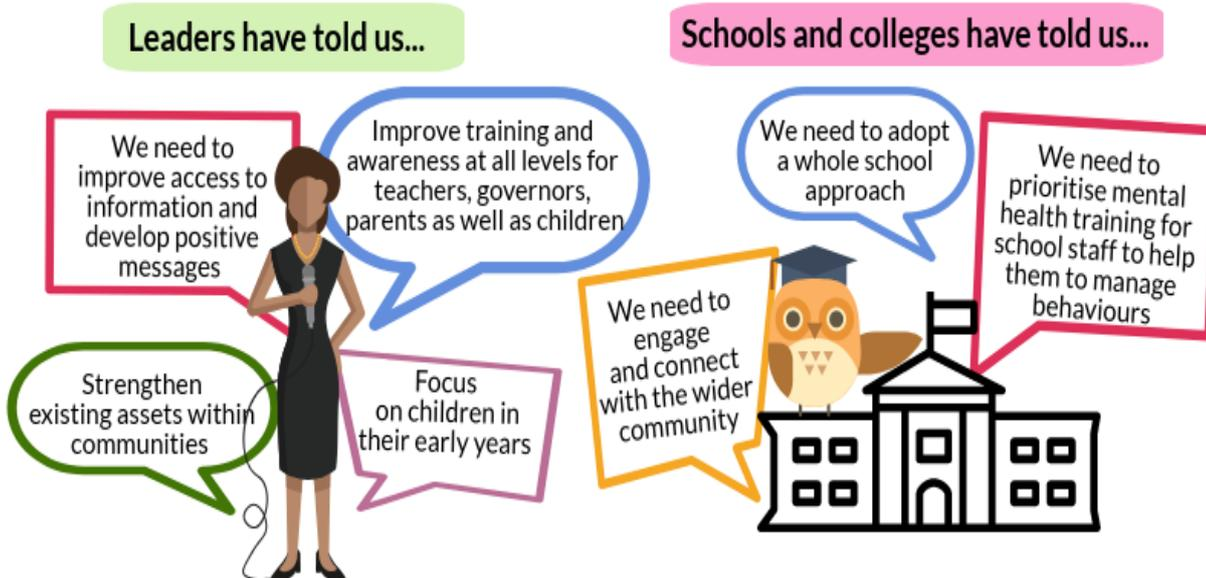 Leaders have told us...
We need to
improve access to
information and
develop positive
messages
Improve training and
awareness at all levels for
teachers, governors,
parents as well as children
Strengthen
existing assets within
communities
Focus
on children in
their early years
Schools and colleges have told us...
We need to adopt
a whole school
approach
We need to
prioritise mental
health training for
school staff to help
them to manage
behaviours
We need to
engage
and connect
with the wider
community